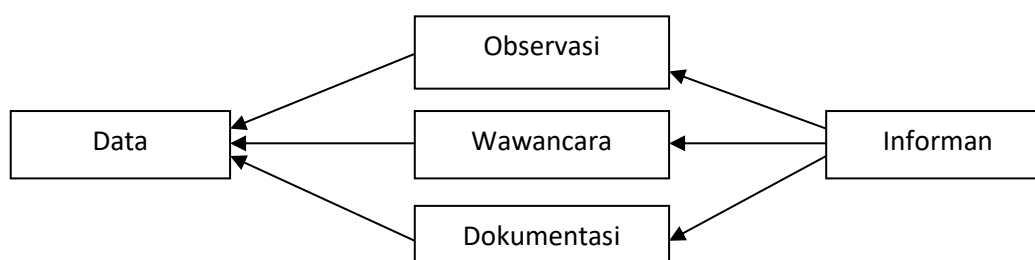 Observasi
Data
Wawancara
Informan
Dokumentasi